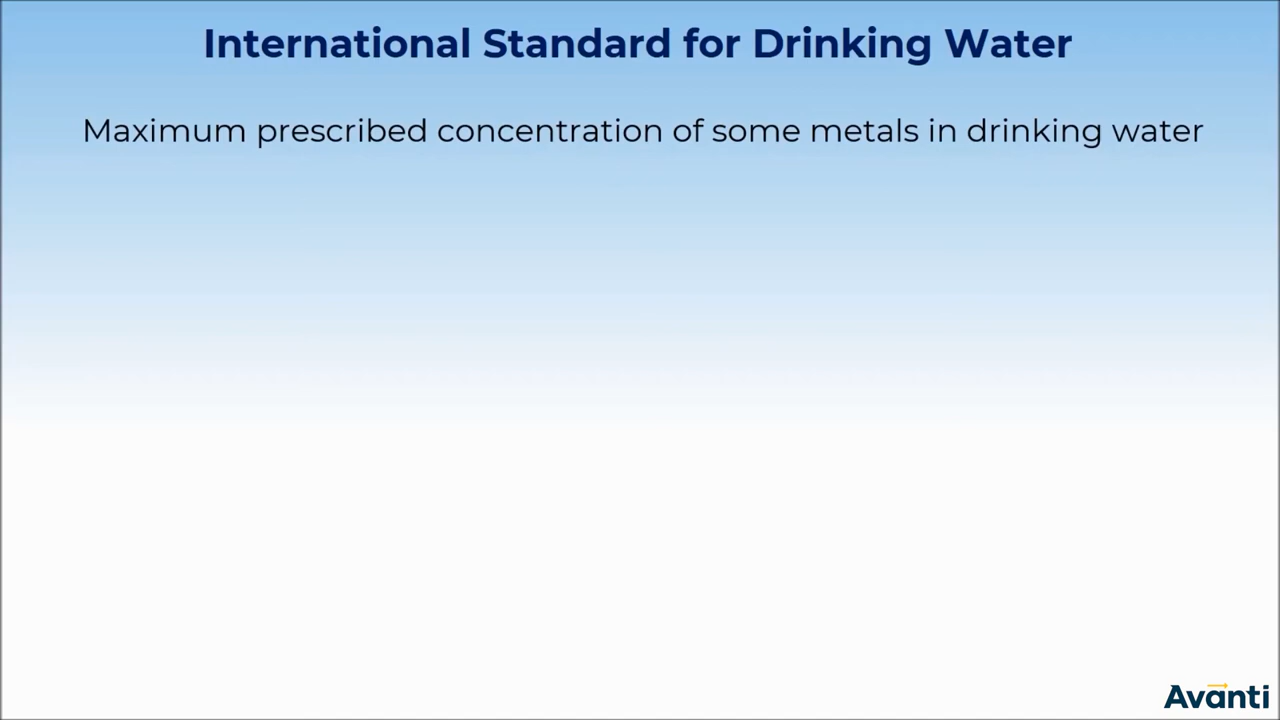 International Standard for Drinking Water
Maximum prescribed concentration of some metals in drinking water
Avanti